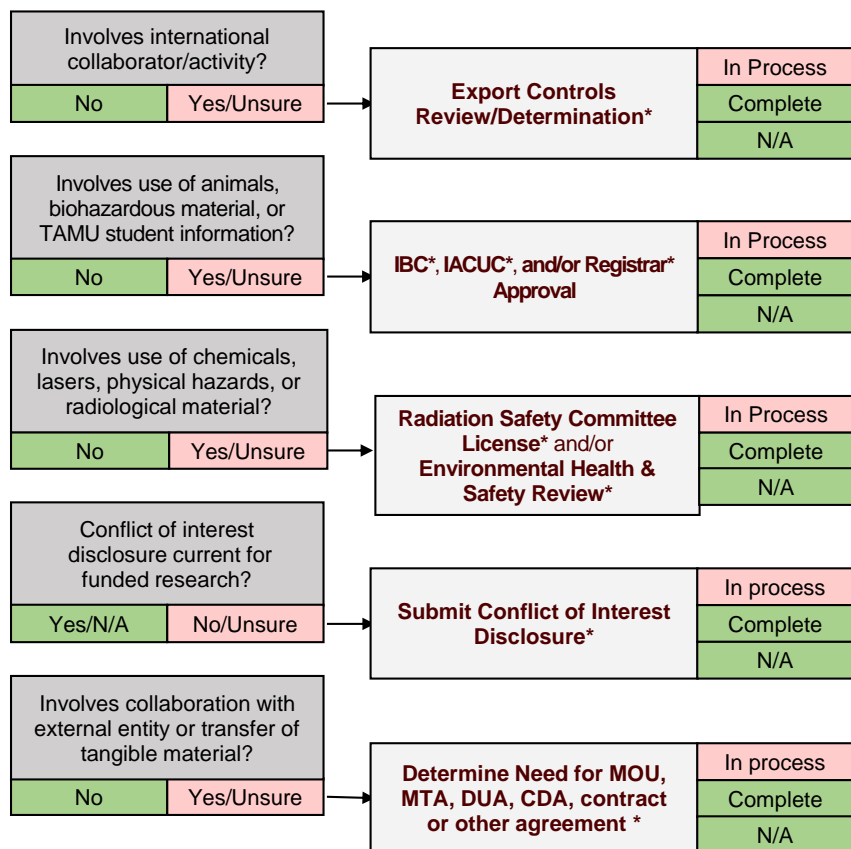 Involves international
collaborator/activity?
No
Yes/Unsure
Export Controls
Review/Determination*
In Process
Complete
N/A
Involves use of animals,
biohazardous material, or
TAMU student information?
No
Yes/Unsure
IBC*, IACUC*, and/or Registrar*
Approval
In Process
Complete
N/A
Involves use of chemicals,
lasers, physical hazards, or
radiological material?
No
Yes/Unsure
Radiation Safety Committee
License* and/or
Environmental Health &
Safety Review*
In Process
Complete
N/A
Conflict of interest
disclosure current for
funded research?
Yes/N/A
No/Unsure
Submit Conflict of Interest
Disclosure*
In process
Complete
N/A
Involves collaboration with
external entity or transfer of
tangible material?
No
Yes/Unsure
Determine Need for MOU,
MTA, DUA, CDA, contract
or other agreement *
In process
Complete
N/A